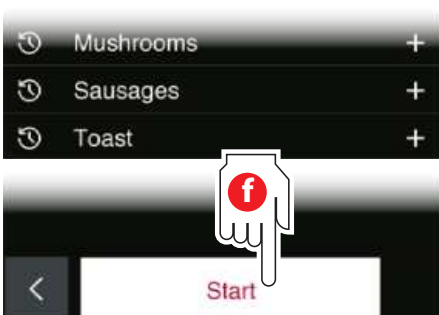 Mushrooms +
Sausages +
Toast +
f
< Start